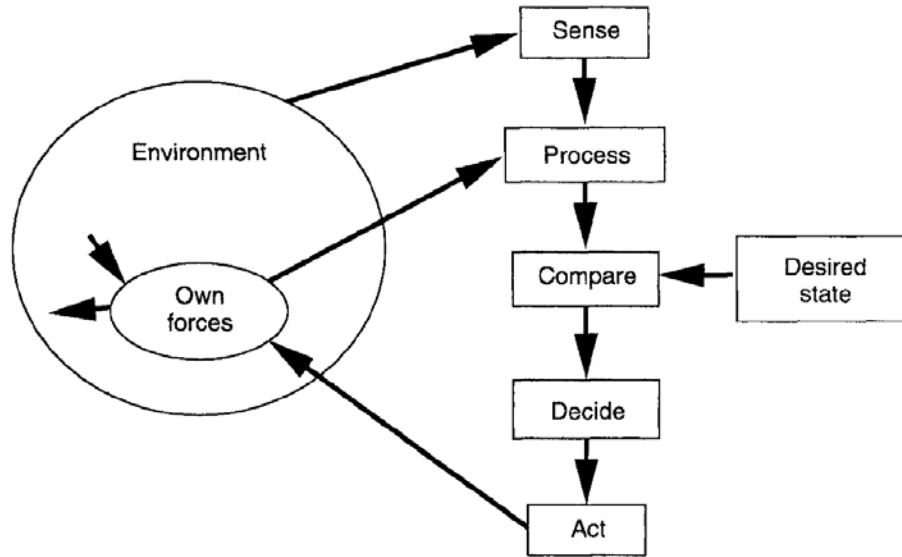 Sense
Environment
Process
Own
forces
Compare
Desired
state
Decide
Act